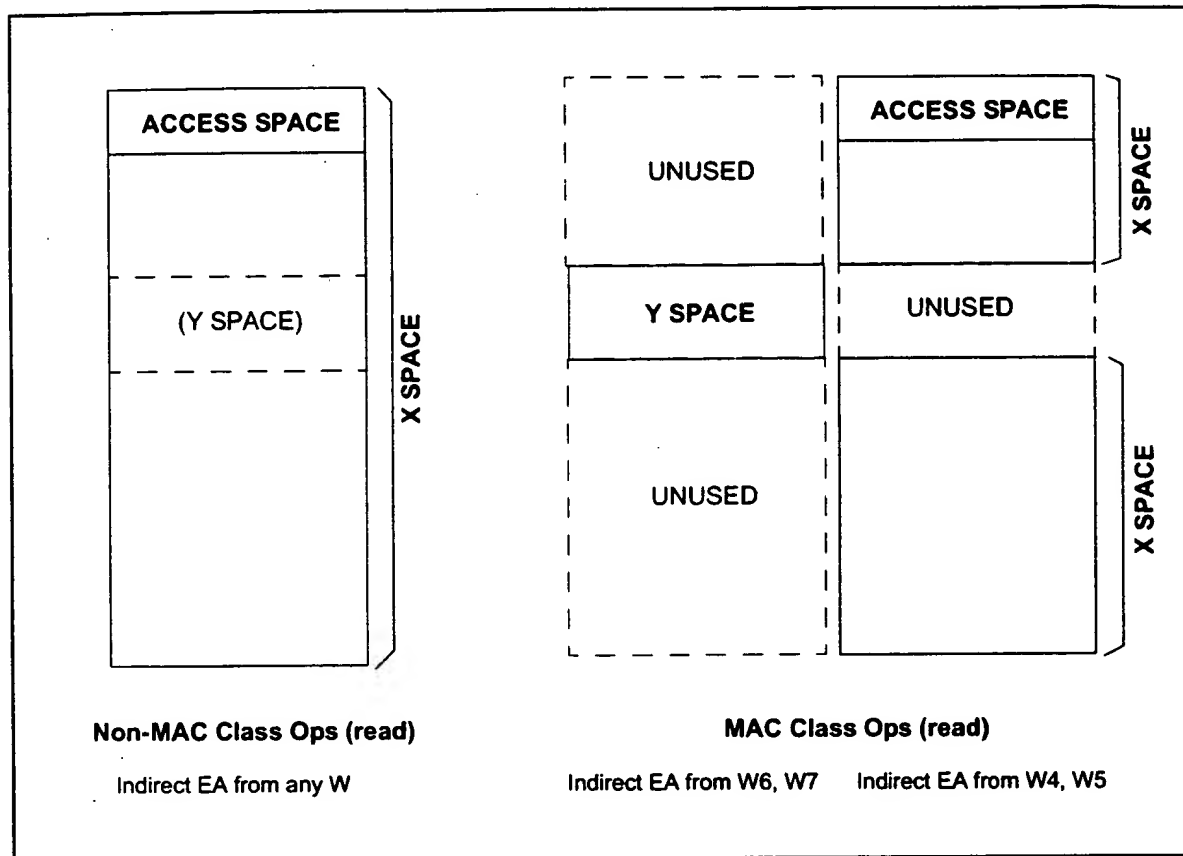 ACCESS SPACE
(Y SPACE)
X SPACE
Non-MAC Class Ops (read)
Indirect EA from any W
UNUSED
Y SPACE
UNUSED
ACCESS SPACE
UNUSED
X SPACE
X SPACE
MAC Class Ops (read)
Indirect EA from W6, W7
Indirect EA from W4, W5